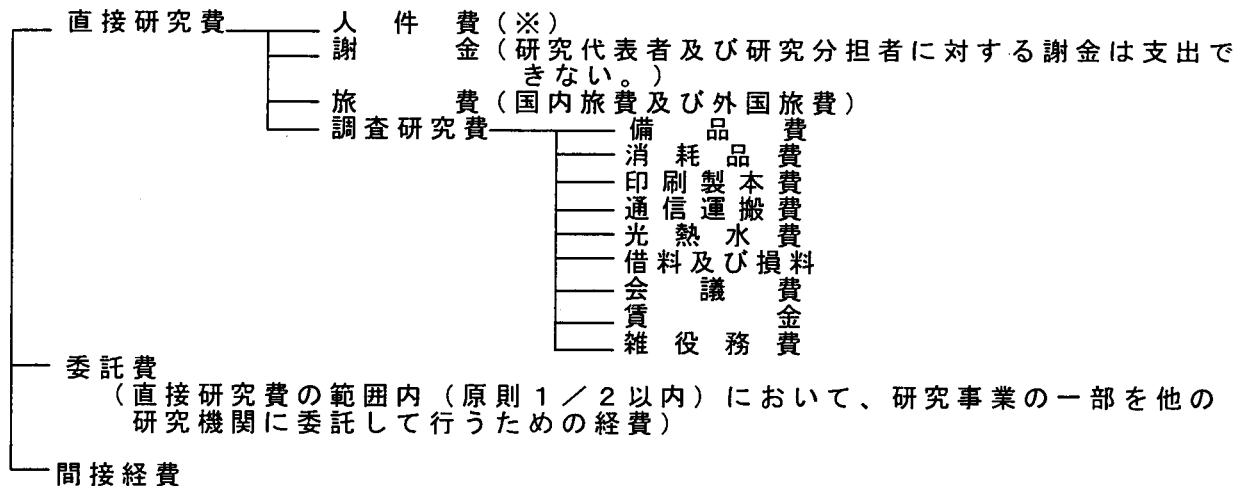 直接研究費
人件費（※）
謝金（研究代表者及び研究分担者に対する謝金は支出で
きない。）
旅費（国内旅費及び外国旅費）
調査研究費
備品費
消耗品費
印刷製本費
通信運搬費
光熱水費
借料及び損料
会議費
賃金
雑役務費
委託費
（直接研究費の範囲内（原則１／２以内）において、研究事業の一部を他の
研究機関に委託して行うための経費）
間接経費